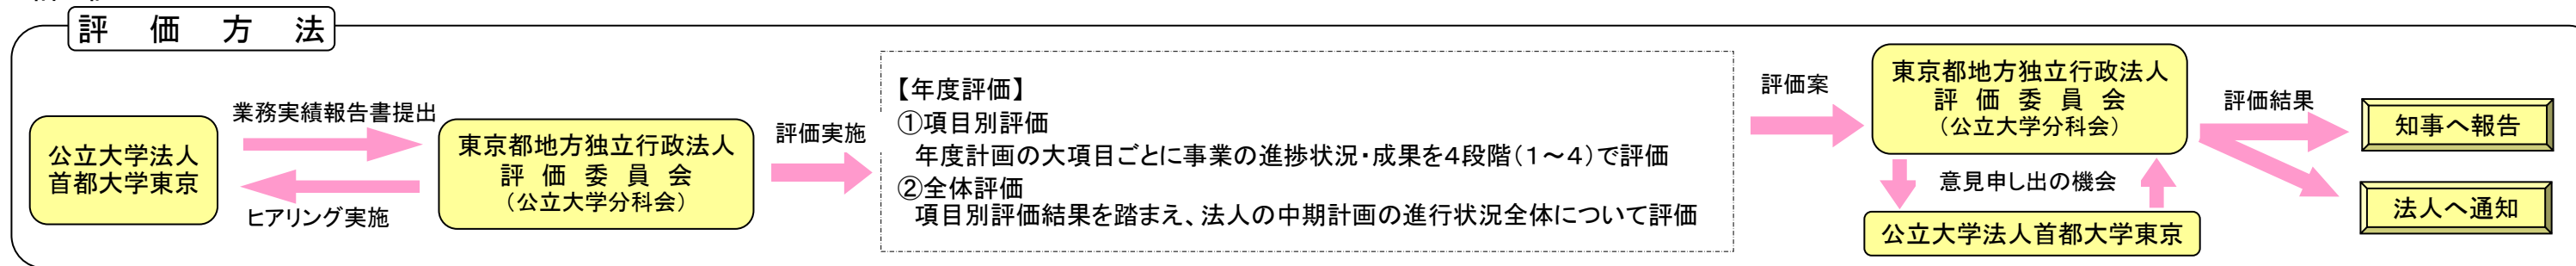 評価方法
公立大学法人
首都大学東京
業務実績報告書提出
ヒアリング実施
東京都地方独立行政法人
評価委員会
（公立大学分科会）
評価実施
【年度評価】
①項目別評価
年度計画の大項目ごとに事業の進捗状況・成果を４段階（１～４）で評価
②全体評価
項目別評価結果を踏まえ、法人の中期計画の進行状況全体について評価
評価案
東京都地方独立行政法人
評価委員会
（公立大学分科会）
意見申し出の機会
公立大学法人首都大学東京
評価結果
知事へ報告
法人へ通知